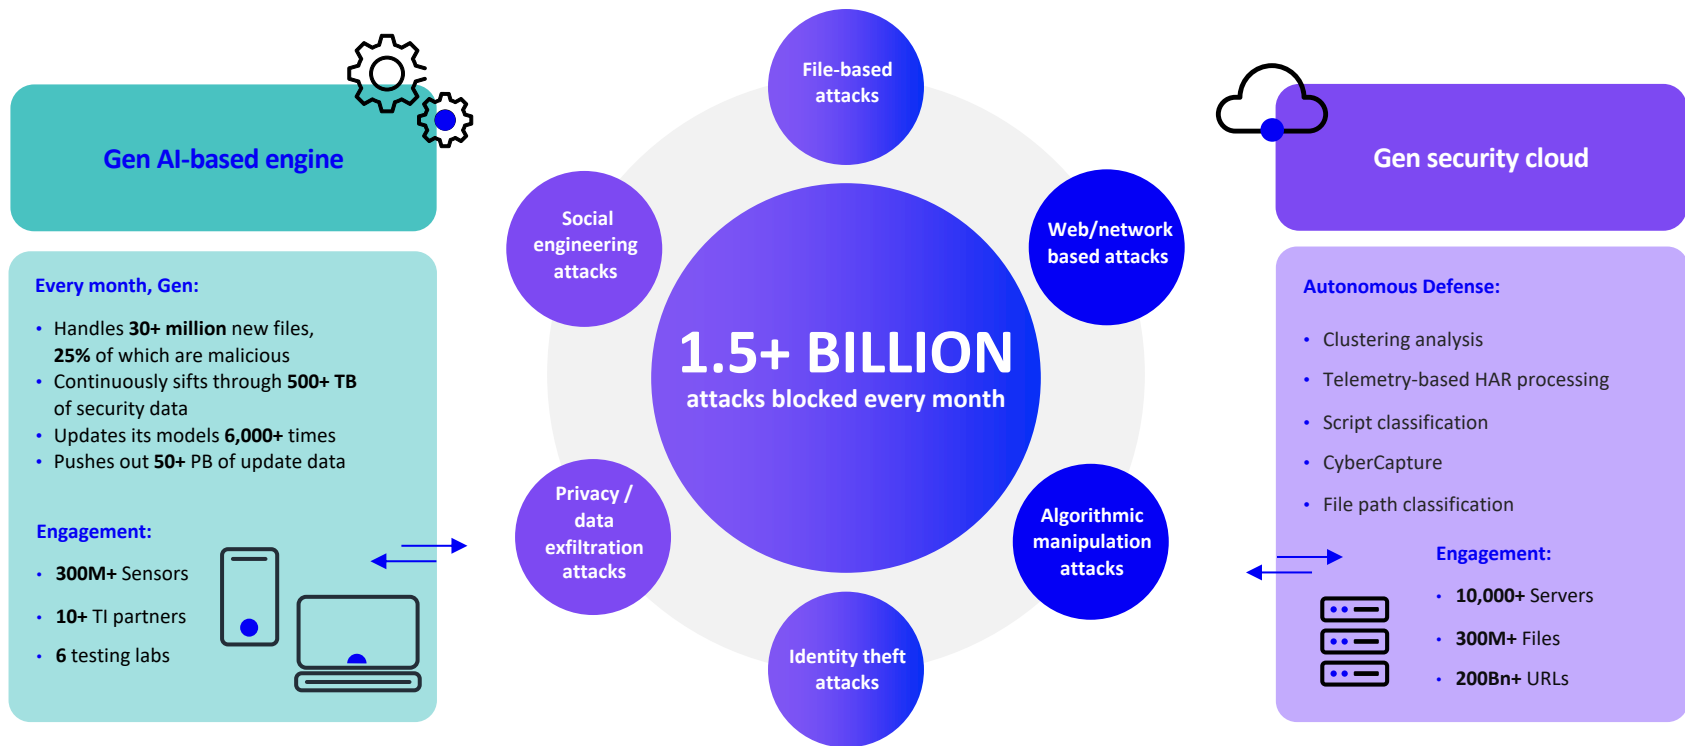 Gen AI-based engine
Every month, Gen:
• Handles 30+ million new files,
25% of which are malicious
• Continuously sifts through 500+ TB
of security data
• Updates its models 6,000+ times
• Pushes out 50+ PB of update data
Engagement:
• 300M+ Sensors
• 10+ TI partners
• 6 testing labs
File-based
attacks
Social
engineering
attacks
Web/network
based attacks
1.5+ BILLION
attacks blocked every month
Privacy /
data
exfiltration
attacks
Algorithmic
manipulation
attacks
Identity theft
attacks
Gen security cloud
Autonomous Defense:
• Clustering analysis
• Telemetry-based HAR processing
• Script classification
• CyberCapture
• File path classification
Engagement:
• 10,000+ Servers
• 300M+ Files
• 200Bn+ URLs